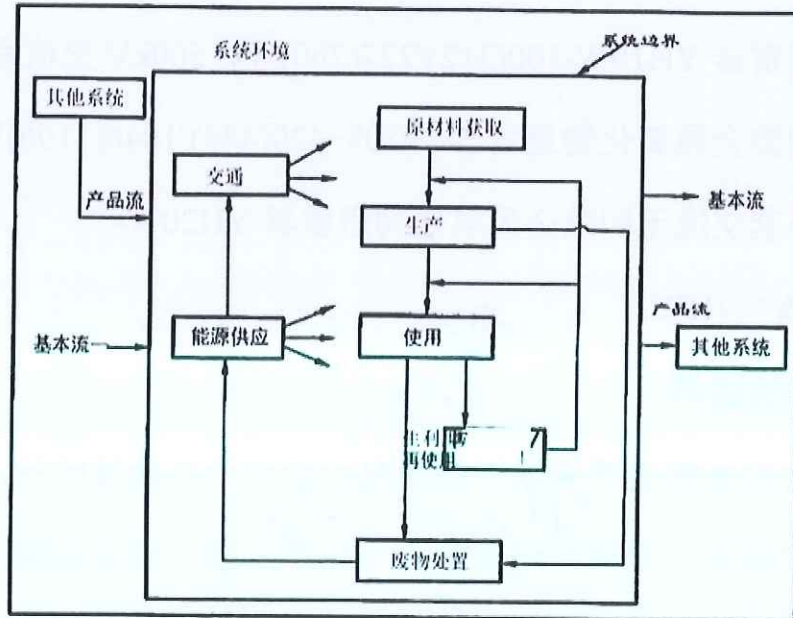 系统环境
系统边界
其他系统
原材料获取
交通
产品流
基本流
生产
能源供应
使用
产品流
基本流
其他系统
再使用
废物处置